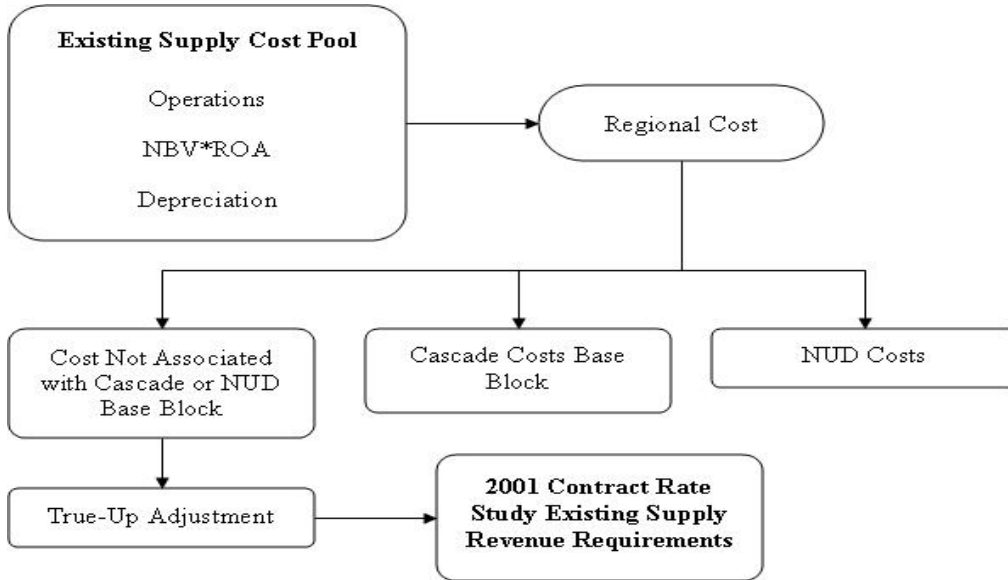 Existing Supply Cost Pool
Operations
NBV*ROA
Depreciation
Regional Cost
Cost Not Associated
with Cascade or NUD
Base Block
Cascade Costs Base
Block
NUD Costs
True-Up Adjustment
2001 Contract Rate
Study Existing Supply
Revenue Requirements